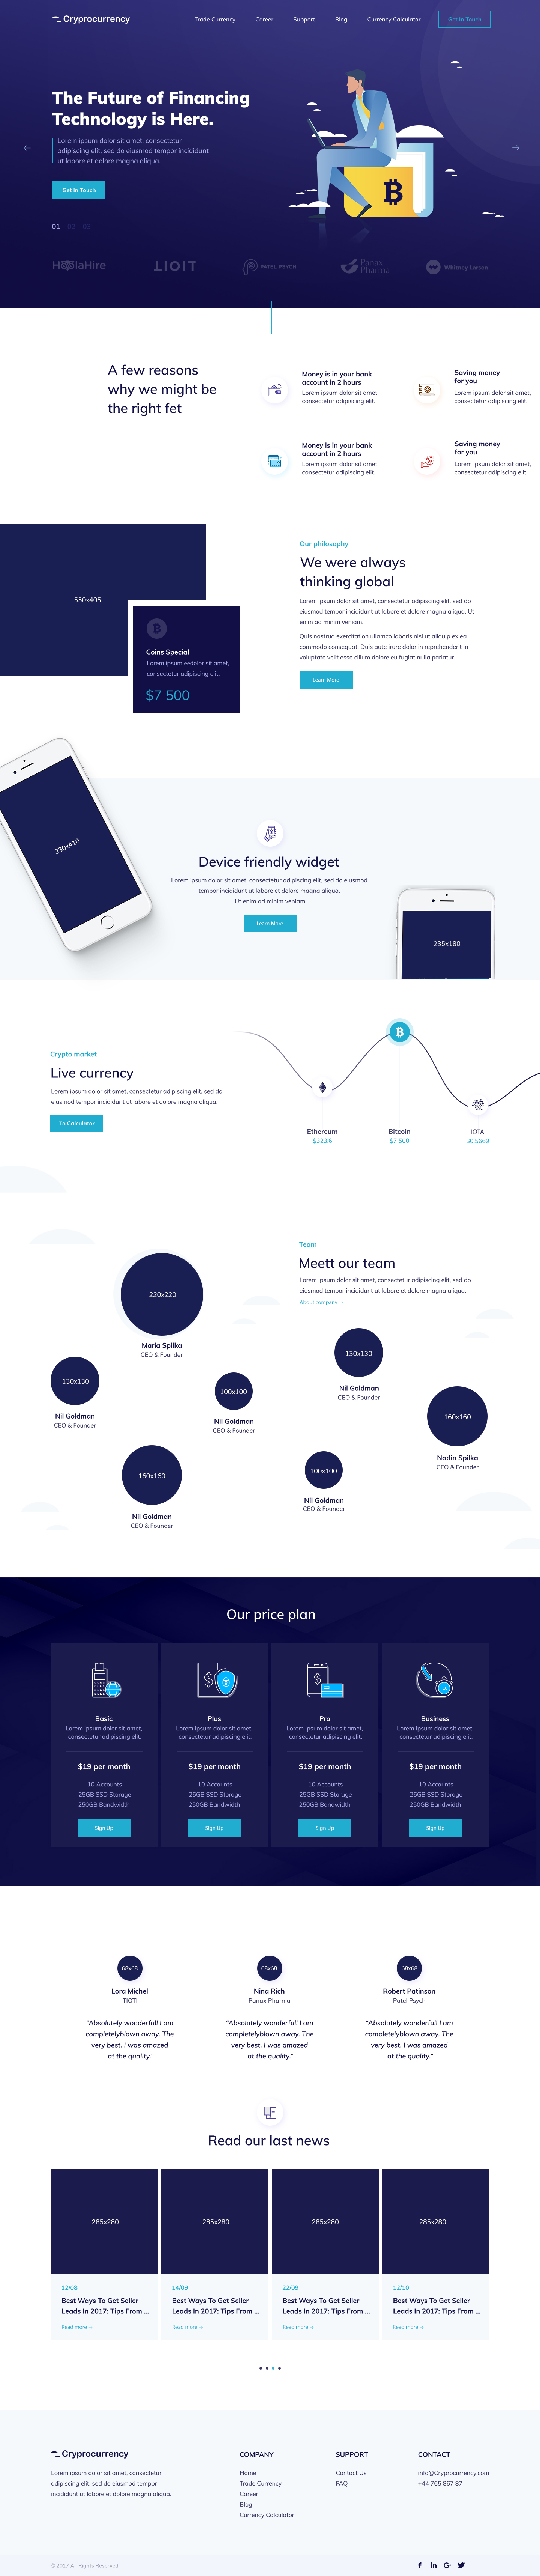 Cryprocurrency
Trade Currency
Career
Support
Blog
Currency Calculator
Get In Touch
The Future of Financing
Technology is Here.
Lorem ipsum dolor sit amet, consectetur
adipiscing elit, sed do eiusmod tempor incididunt
ut labore et dolore magna aliqua.
Get In Touch
01 02 03
HoolaHire
LIOIT
PATEL PSYCH
Panax
Pharma
Whitney Larson
A few reasons
why we might be
the right fet
Money is in your bank
account in 2 hours
Lorem ipsum dolor sit amet,
consectetur adipiscing elit.
Saving money
for you
Lorem ipsum dolor sit amet,
consectetur adipiscing elit.
Money is in your bank
account in 2 hours
Lorem ipsum dolor sit amet,
consectetur adipiscing elit.
Saving money
for you
Lorem ipsum dolor sit amet,
consectetur adipiscing elit.
550x405
Coins Special
Lorem ipsum eedolor sit amet,
consectetur adipiscing elit.
$7 500
Our philosophy
We were always
thinking global
Lorem ipsum dolor sit amet, consectetur adipiscing elit, sed do
eiusmod tempor incididunt ut labore et dolore magna aliqua. Ut
enim ad minim veniam.
Quis nostrud exercitation ullamco laboris nisi ut aliquip ex ea
commodo consequat. Duis aute irure dolor in reprehenderit in
voluptate velit esse cillum dolore eu fugiat nulla pariatur.
Learn More
230x410
Device friendly widget
Lorem ipsum dolor sit amet, consectetur adipiscing elit, sed do eiusmod
tempor incididunt ut labore et dolore magna aliqua.
Ut enim ad minim veniam
Learn More
235x180
Crypto market
Live currency
Lorem ipsum dolor sit amet, consectetur adipiscing elit, sed do
eiusmod tempor incididunt ut labore et dolore magna aliqua.
To Calculator
Ethereum
$323.6
Bitcoin
$7 500
IOTA
$0.5669
Team
Meett our team
Lorem ipsum dolor sit amet, consectetur adipiscing elit, sed do
eiusmod tempor incididunt ut labore et dolore magna aliqua.
About company →
220x220
Maria Spilka
CEO & Founder
130x130
Nil Goldman
CEO & Founder
100x100
Nil Goldman
CEO & Founder
130x130
Nil Goldman
CEO & Founder
160x160
Nadin Spilka
CEO & Founder
160x160
Nil Goldman
CEO & Founder
100x100
Nil Goldman
CEO & Founder
Our price plan
Basic
Lorem ipsum dolor sit amet,
consectetur adipiscing elit.
$19 per month
10 Accounts
25GB SSD Storage
250GB Bandwidth
Sign Up
Plus
Lorem ipsum dolor sit amet,
consectetur adipiscing elit.
$19 per month
10 Accounts
25GB SSD Storage
250GB Bandwidth
Sign Up
Pro
Lorem ipsum dolor sit amet,
consectetur adipiscing elit.
$19 per month
10 Accounts
25GB SSD Storage
250GB Bandwidth
Sign Up
Business
Lorem ipsum dolor sit amet,
consectetur adipiscing elit.
$19 per month
10 Accounts
25GB SSD Storage
250GB Bandwidth
Sign Up
68x68
Lora Michel
TIOTI
“Absolutely wonderful! I am
completelyblown away. The
very best. I was amazed
at the quality.”
68x68
Nina Rich
Panax Pharma
“Absolutely wonderful! I am
completelyblown away. The
very best. I was amazed
at the quality.”
68x68
Robert Patinson
Patel Psych
“Absolutely wonderful! I am
completelyblown away. The
very best. I was amazed
at the quality.”
Read our last news
285x280
12/08
Best Ways To Get Seller
Leads In 2017: Tips From ...
Read more →
285x280
14/09
Best Ways To Get Seller
Leads In 2017: Tips From ...
Read more →
285x280
22/09
Best Ways To Get Seller
Leads In 2017: Tips From ...
Read more →
285x280
12/10
Best Ways To Get Seller
Leads In 2017: Tips From ...
Read more →
Cryprocurrency
Lorem ipsum dolor sit amet, consectetur
adipiscing elit, sed do eiusmod tempor
incididunt ut labore et dolore magna aliqua.
COMPANY
Home
Trade Currency
Career
Blog
Currency Calculator
SUPPORT
Contact Us
FAQ
CONTACT
info@Cryprocurrency.com
+44 765 867 87
© 2017 All Rights Reserved